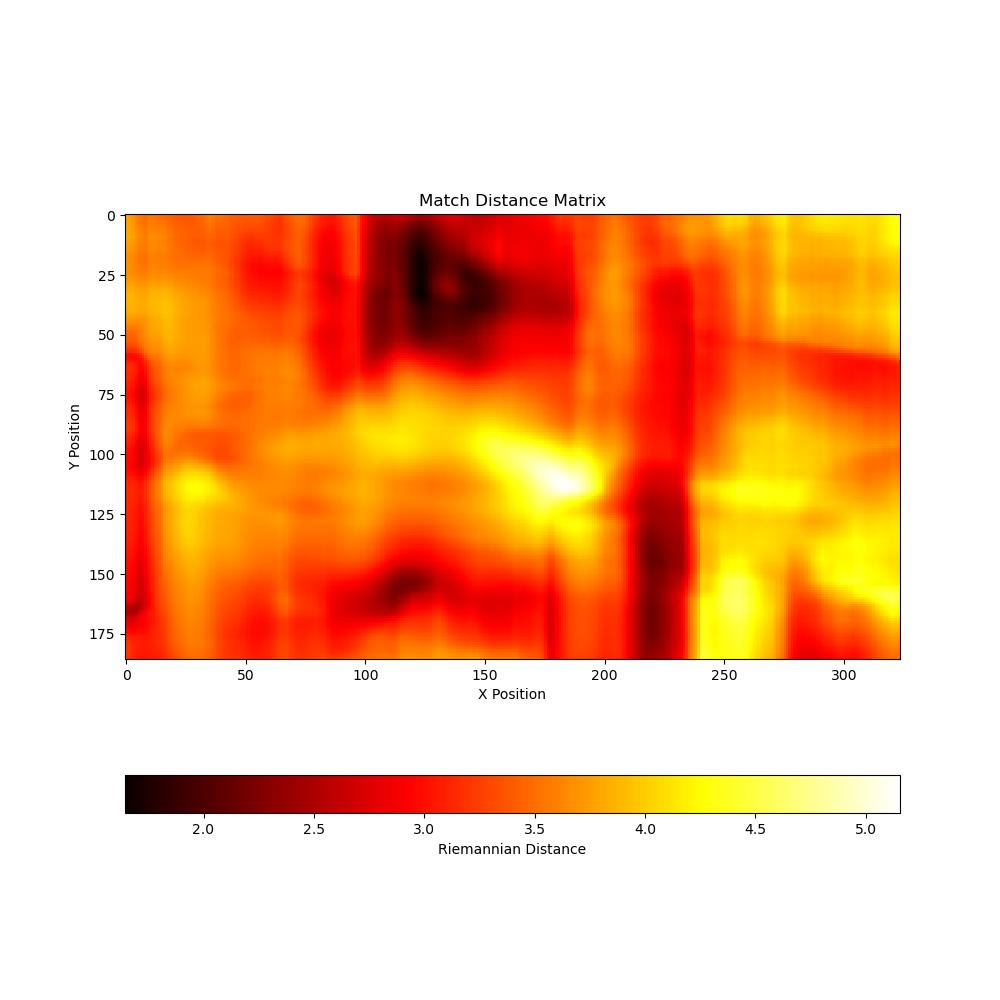 Match Distance Matrix
0
25
50
75
100
125
150
175
Y Position
0 50 100 150 200 250 300
X Position
2.0 2.5 3.0 3.5 4.0 4.5 5.0
Riemannian Distance